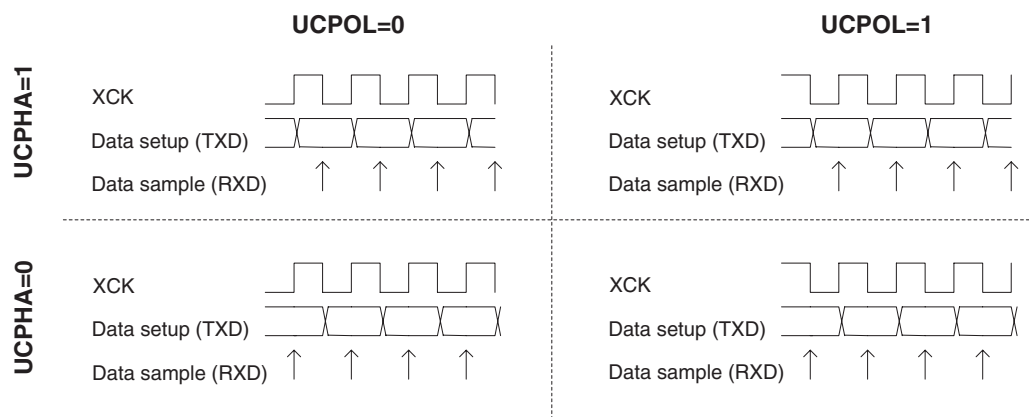 UCPOL=0
UCPOL=1
UCPHA=1
XCK
Data setup (TXD)
Data sample (RXD)
XCK
Data setup (TXD)
Data sample (RXD)
UCPHA=0
XCK
Data setup (TXD)
Data sample (RXD)
XCK
Data setup (TXD)
Data sample (RXD)